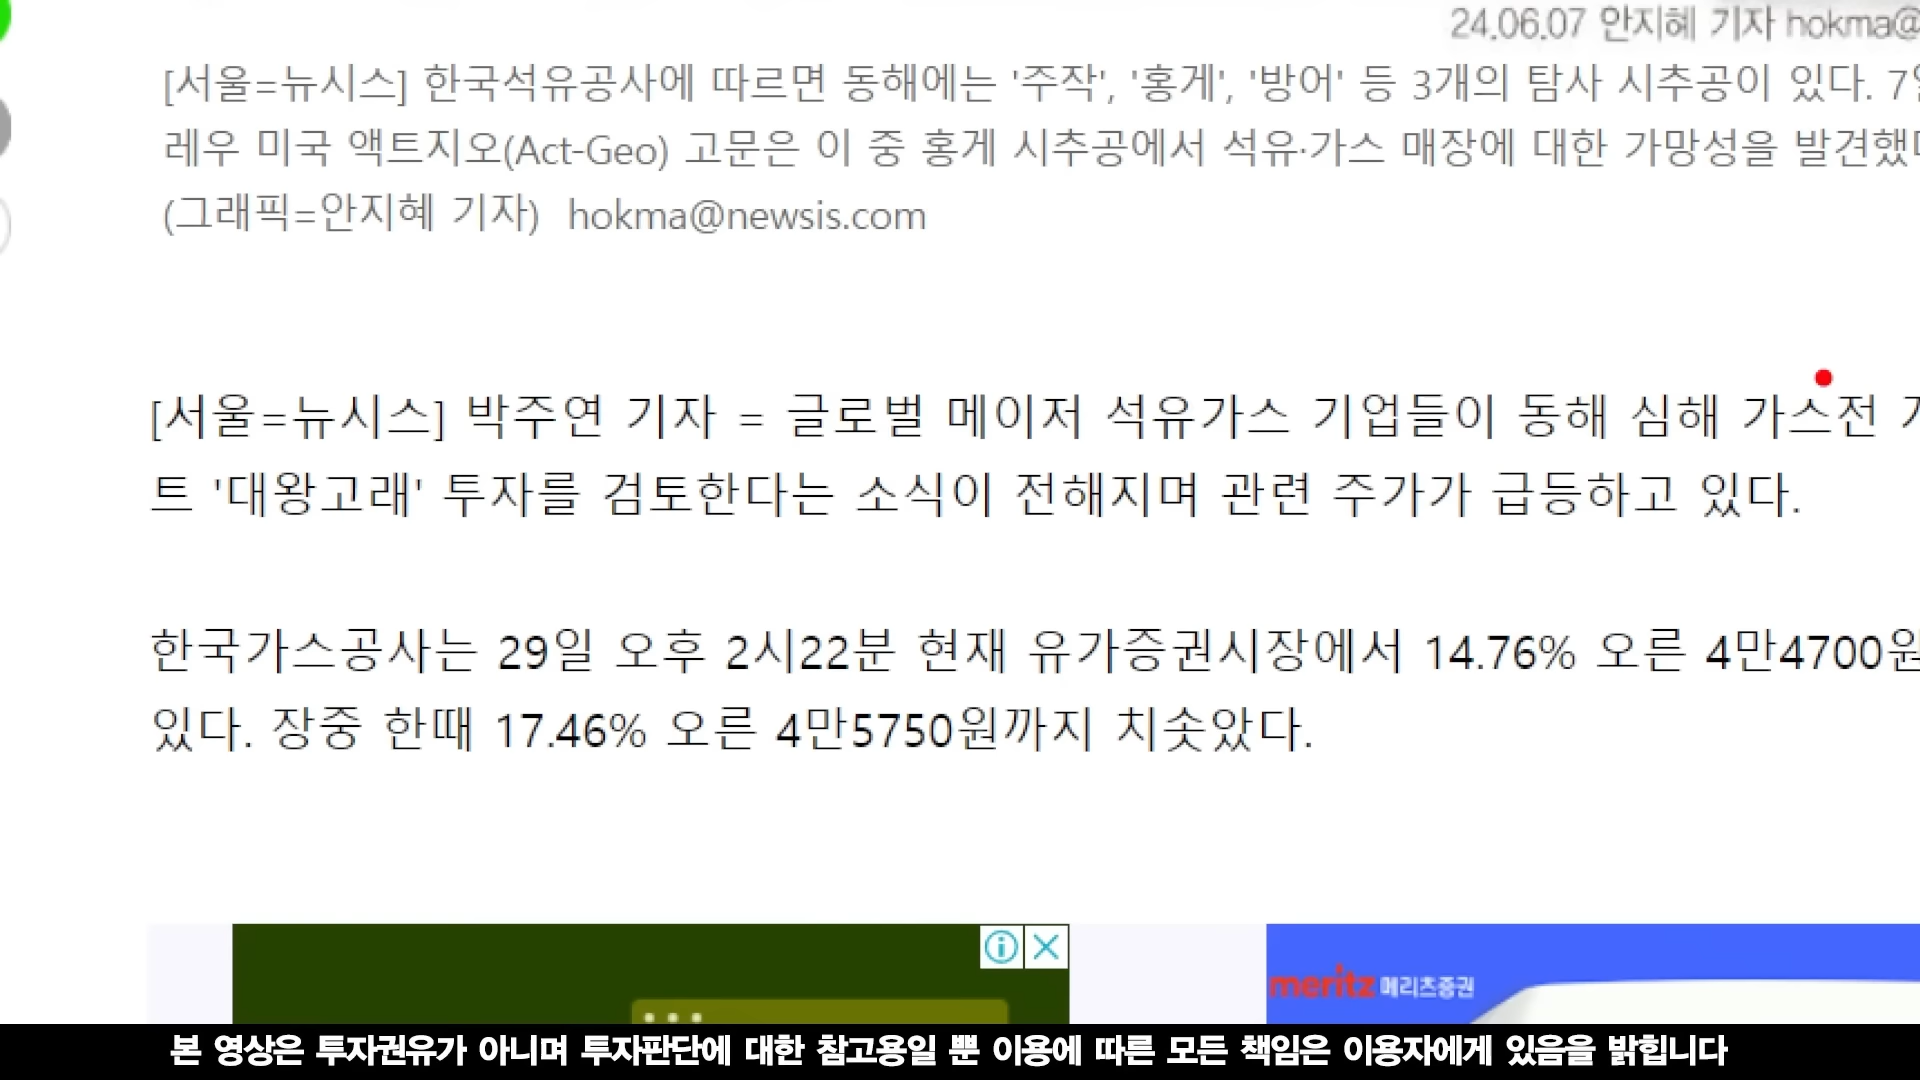 24.06.07 안지혜 기자 hokma@
[서울=뉴시스] 한국석유공사에 따르면 동해에는 '주작', '홍게', '방어' 등 3개의 탐사 시추공이 있다. 7
레우 미국 액트지오(Act-Geo) 고문은 이 중 홍게 시추공에서 석유·가스 매장에 대한 가망성을 발견했
(그래픽=안지혜 기자) hokma@newsis.com
[서울=뉴시스] 박주연 기자 = 글로벌 메이저 석유가스 기업들이 동해 심해 가스전
트 '대왕고래' 투자를 검토한다는 소식이 전해지며 관련 주가가 급등하고 있다.
한국가스공사는 29일 오후 2시22분 현재 유가증권시장에서 14.76% 오른 4만4700원
있다. 장중 한때 17.46% 오른 4만5750원까지 치솟았다.
meritz 메리츠증권
본 영상은 투자권유가 아니며 투자판단에 대한 참고용일 뿐 이용에 따른 모든 책임은 이용자에게 있음을 밝힙니다